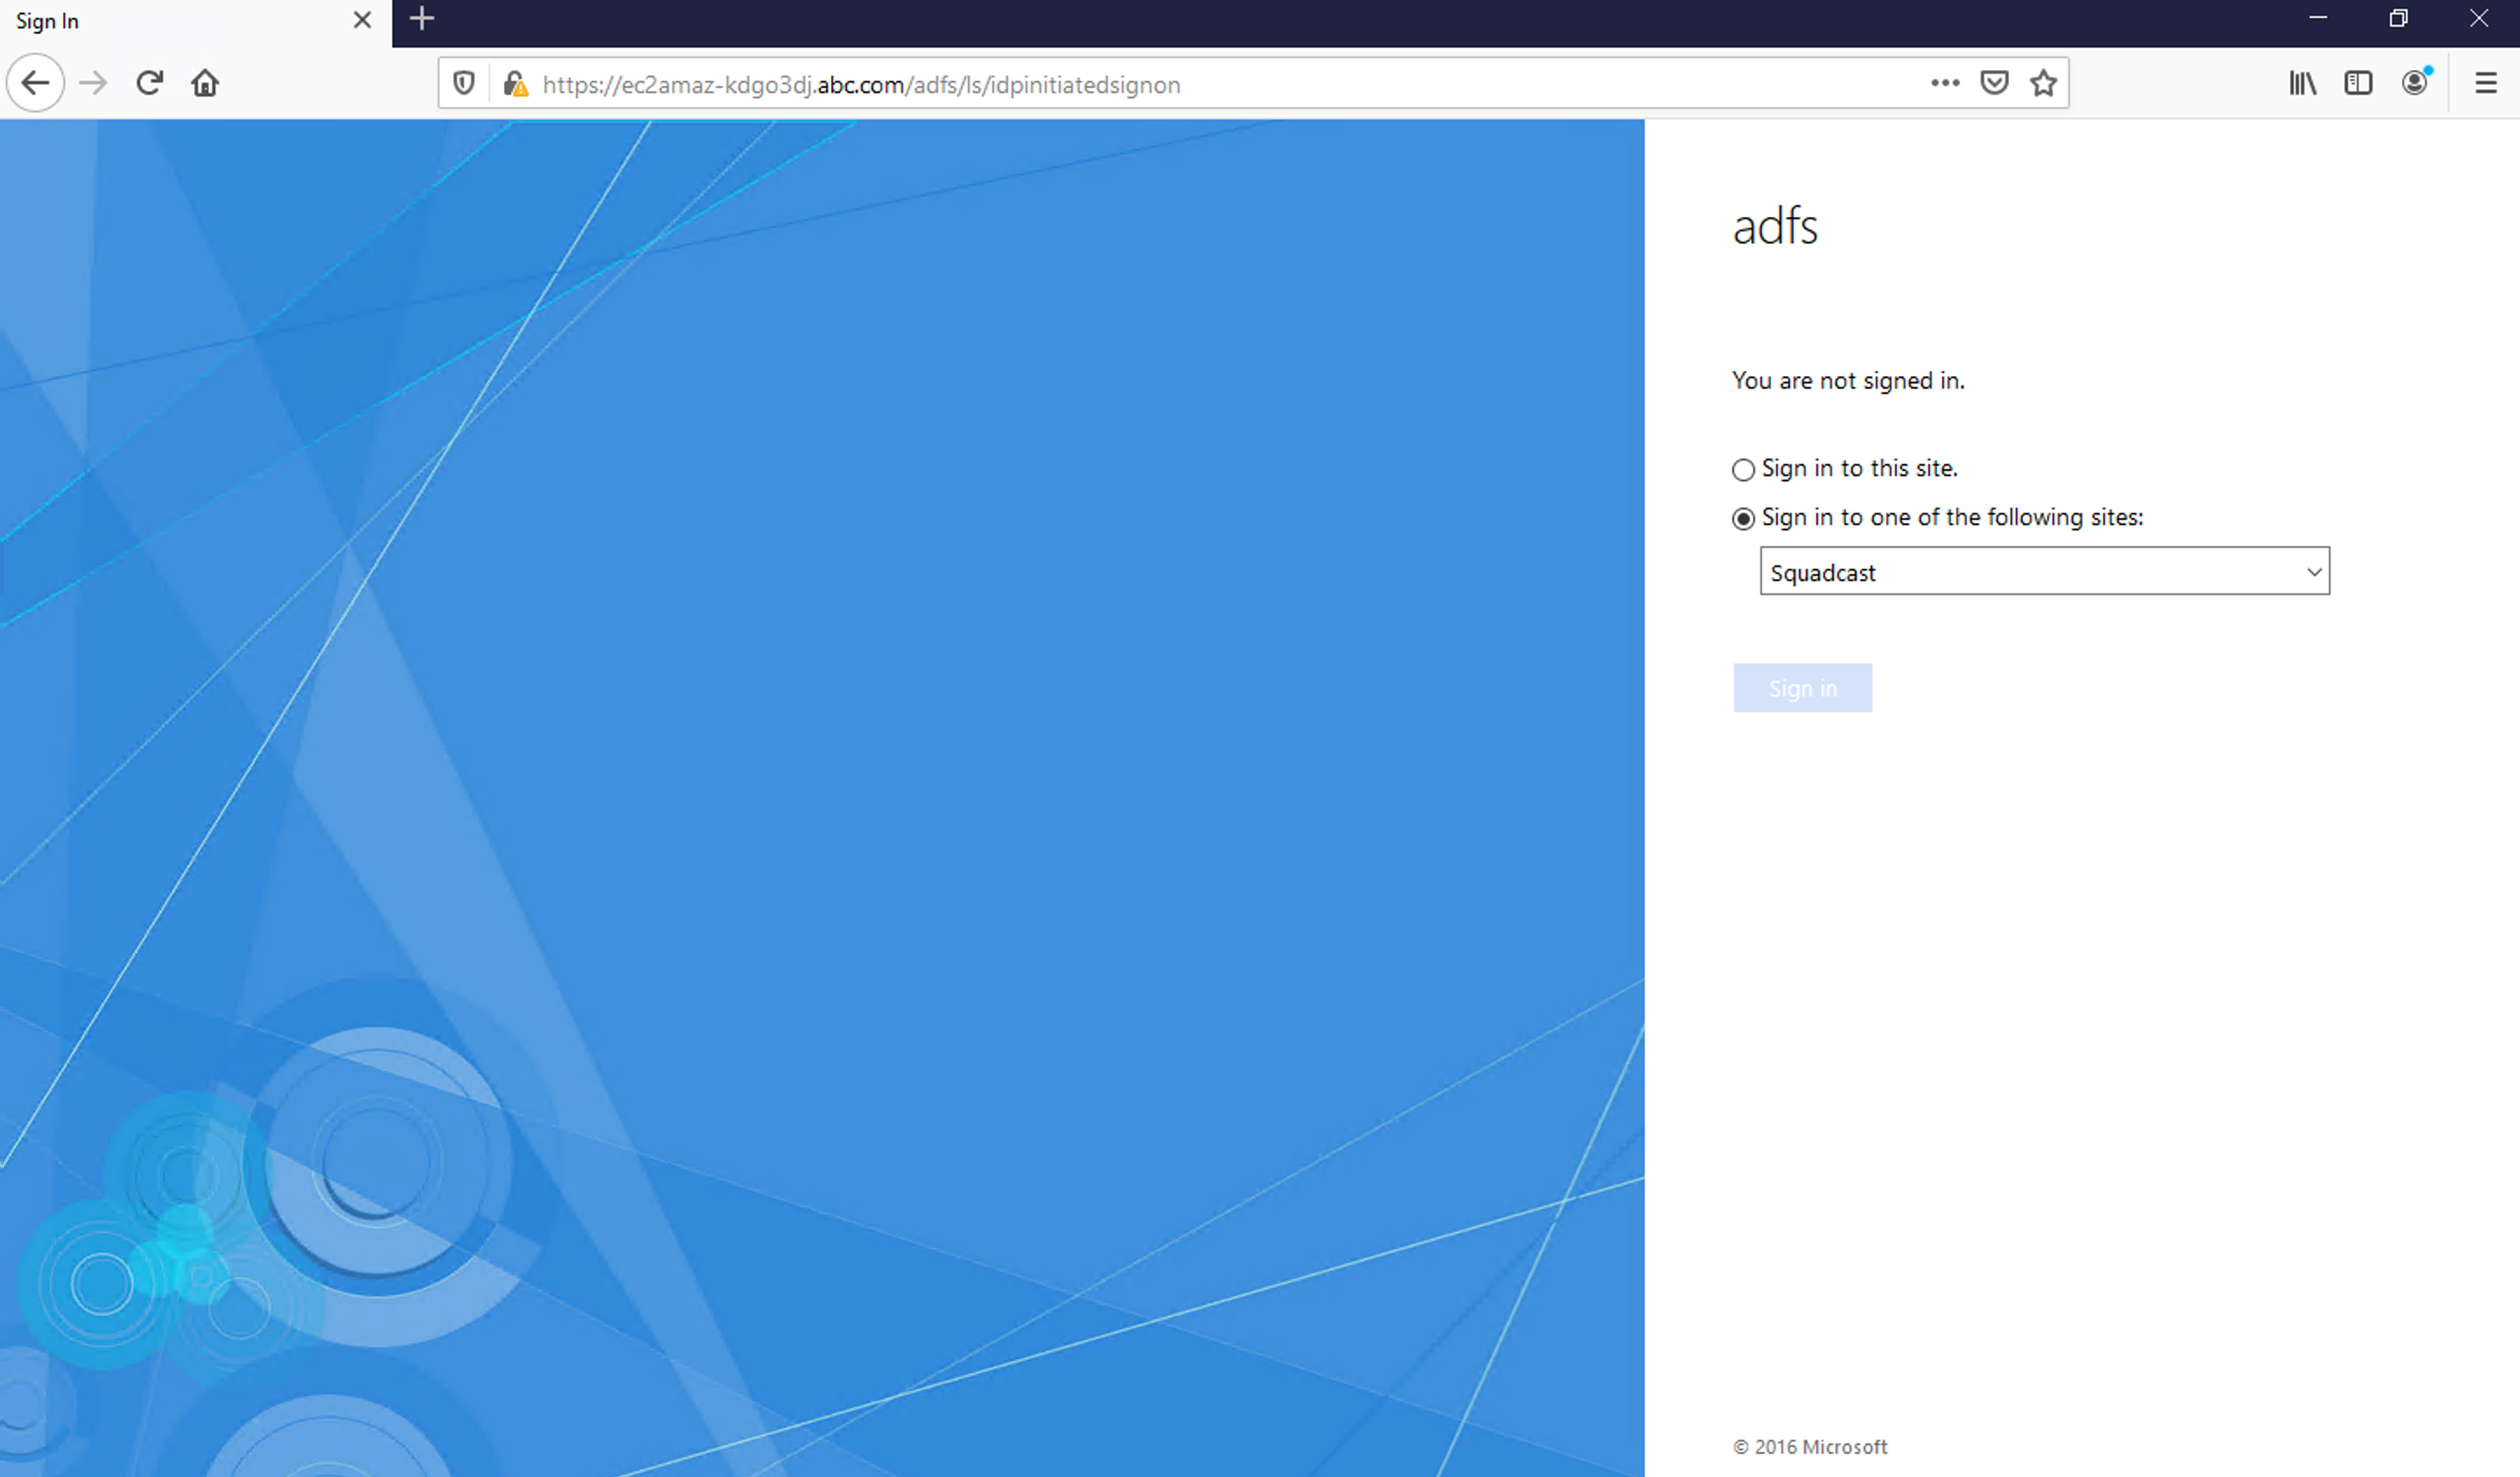 Sign In
https://ec2amaz-kdgo3dj.abc.com/adfs/ls/idpinitiatedsignon
adfs
You are not signed in.
Sign in to this site.
Sign in to one of the following sites:
Squadcast
Sign in
© 2016 Microsoft